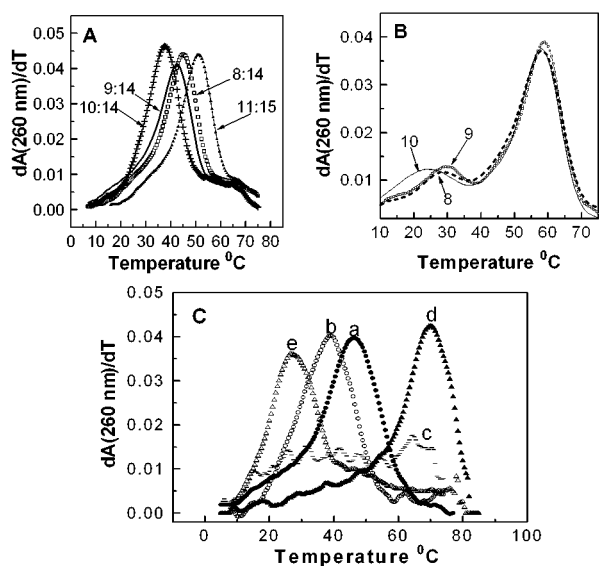 A
dA(260 nm)/dT
0.05
0.04
0.03
0.02
0.01
0.00
9:14
8:14
10:14
11:15
0 10 20 30 40 50 60 70 80
Temperature ⁰C
B
dA(260 nm)/dT
0.04
0.03
0.02
0.01
10
9
8
10 20 30 40 50 60 70
Temperature ⁰C
C
dA(260 nm)/dT
0.05
0.04
0.03
0.02
0.01
0.00
e
b
a
d
c
0 20 40 60 80 100
Temperature ⁰C